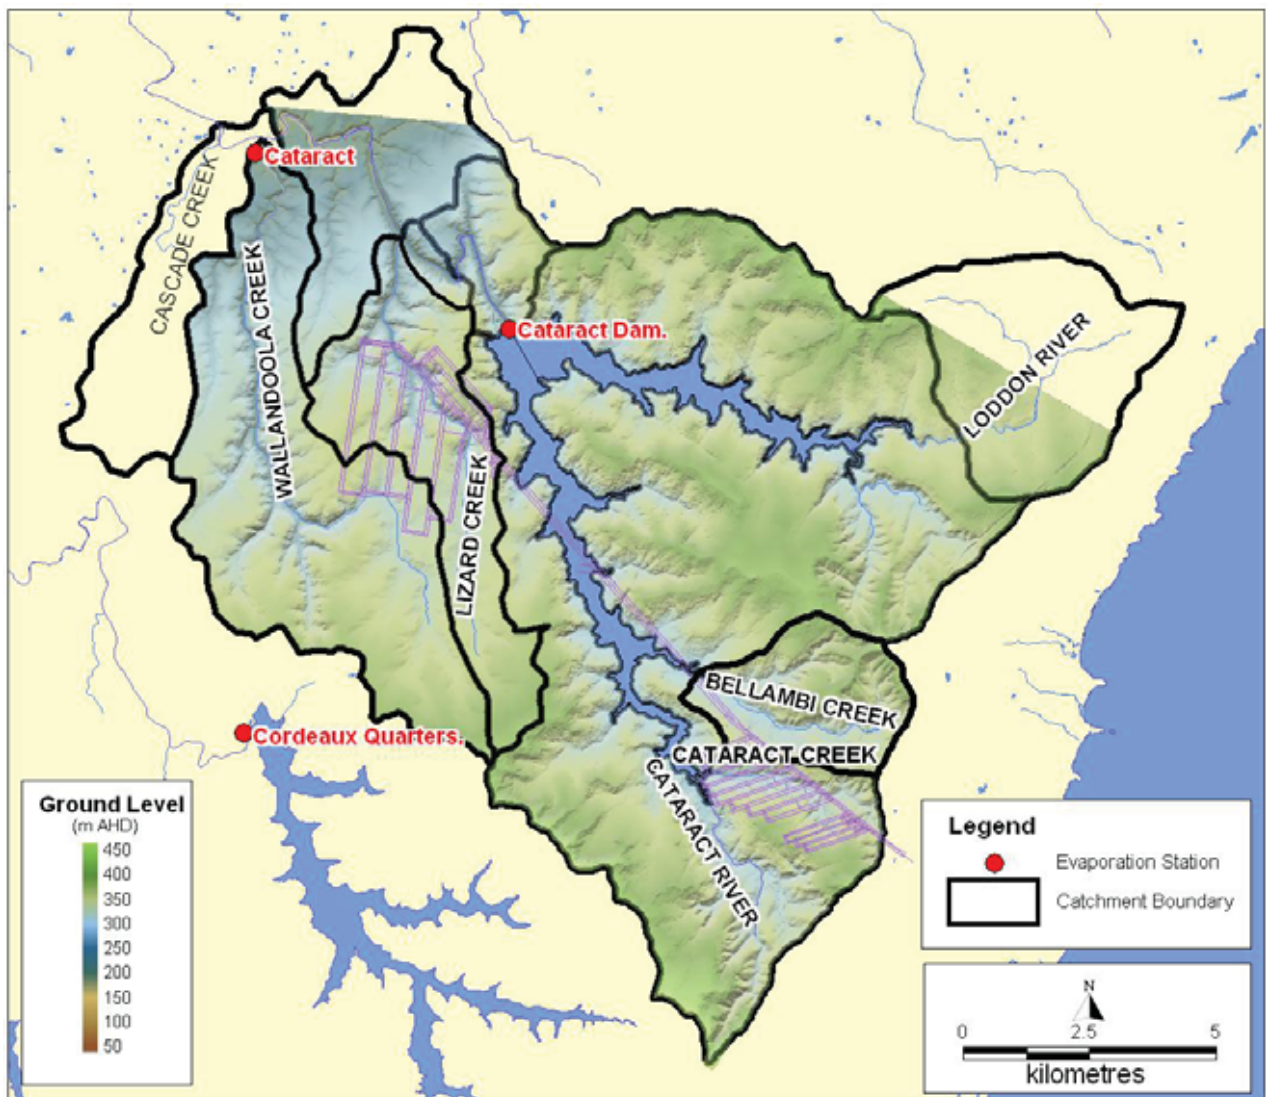 Cataract
CASCADE CREEK
WALLANDOOLA CREEK
Cataract Dam.
LODDON RIVER
LIZARD CREEK
BELLAMBI CREEK
Cordeaux Quarters.
CATARACT CREEK
CATARACT RIVER
Ground Level
(m AHD)
450
400
350
300
250
200
150
100
50
Legend
Evaporation Station
Catchment Boundary
N
0 2.5 5
kilometres